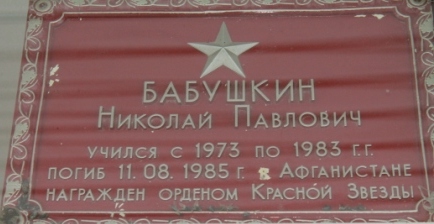 БАБУШКИН
НИКОЛАЙ ПАВЛОВИЧ
УЧИЛСЯ С 1973 ПО 1983 Г.Г.
ПОГИБ 11.08.1985 Г. В АФГАНИСТАНЕ
НАГРАЖДЕН ОРДЕНОМ КРАСНОЙ ЗВЕЗДЫ